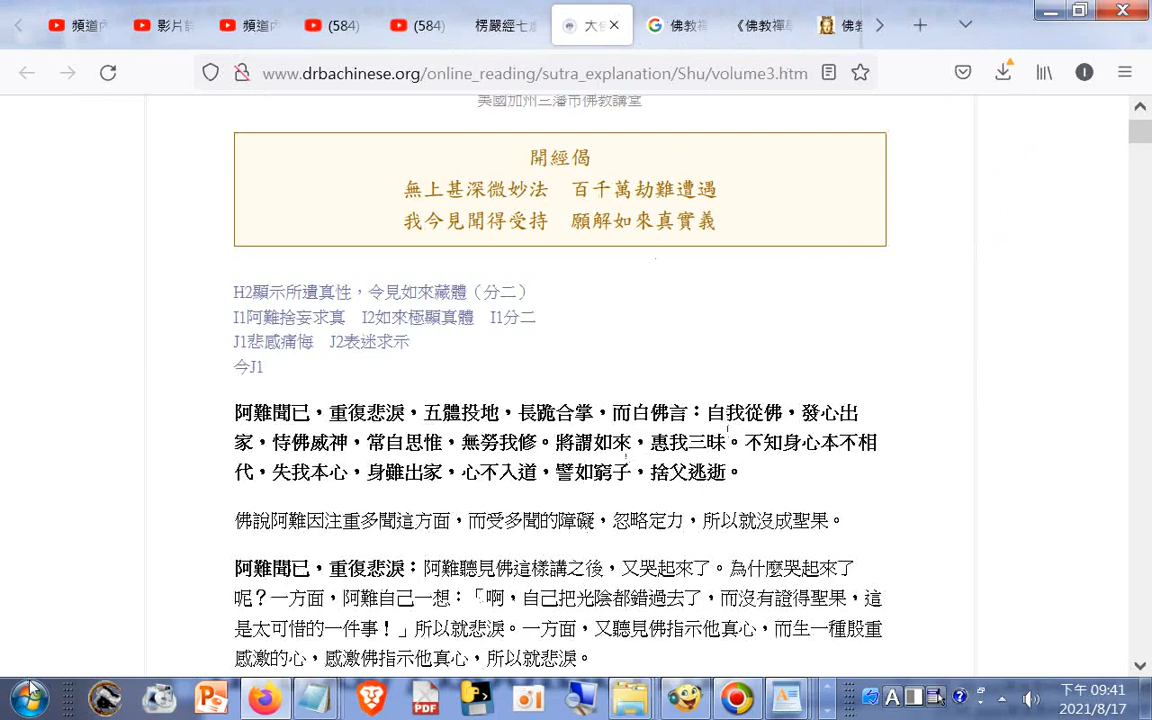 頻道內
影片詳
頻道內
(584)
(584)
楞嚴經七
大佛
佛教禪
《佛教禪學
佛教
www.drbachinese.org/online_reading/sutra_explanation/Shu/volume3.htm
美國加州三藩市佛教講堂
開經偈
無上甚深微妙法 百千萬劫難遭遇
我今見聞得受持 願解如來真實義
H2顯示所遺真性，令見如來藏體（分二）
I1阿難捨妄求真 I2如來極顯真體 I1分二
J1悲感痛悔 J2表迷求示
今J1
阿難聞已，重復悲淚，五體投地，長跪合掌，而白佛言：自我從佛，發心出
家，恃佛威神，常自思惟，無勞我修。將謂如來，惠我三昧。不知身心本不相
代，失我本心，身雖出家，心不入道，譬如窮子，捨父逃逝。
佛說阿難因注重多聞這方面，而受多聞的障礙，忽略定力，所以就沒成聖果。
阿難聞已，重復悲淚：阿難聽見佛這樣講之後，又哭起來了。為什麼哭起來了
呢？一方面，阿難自己一想：「啊，自己把光陰都錯過去了，而沒有證得聖果，這
是太可惜的一件事！」所以就悲淚。一方面，又聽見佛指示他真心，而生一種殷重
感激的心，感激佛指示他真心，所以就悲淚。
PDF
A
下午 09:41
2021/8/17